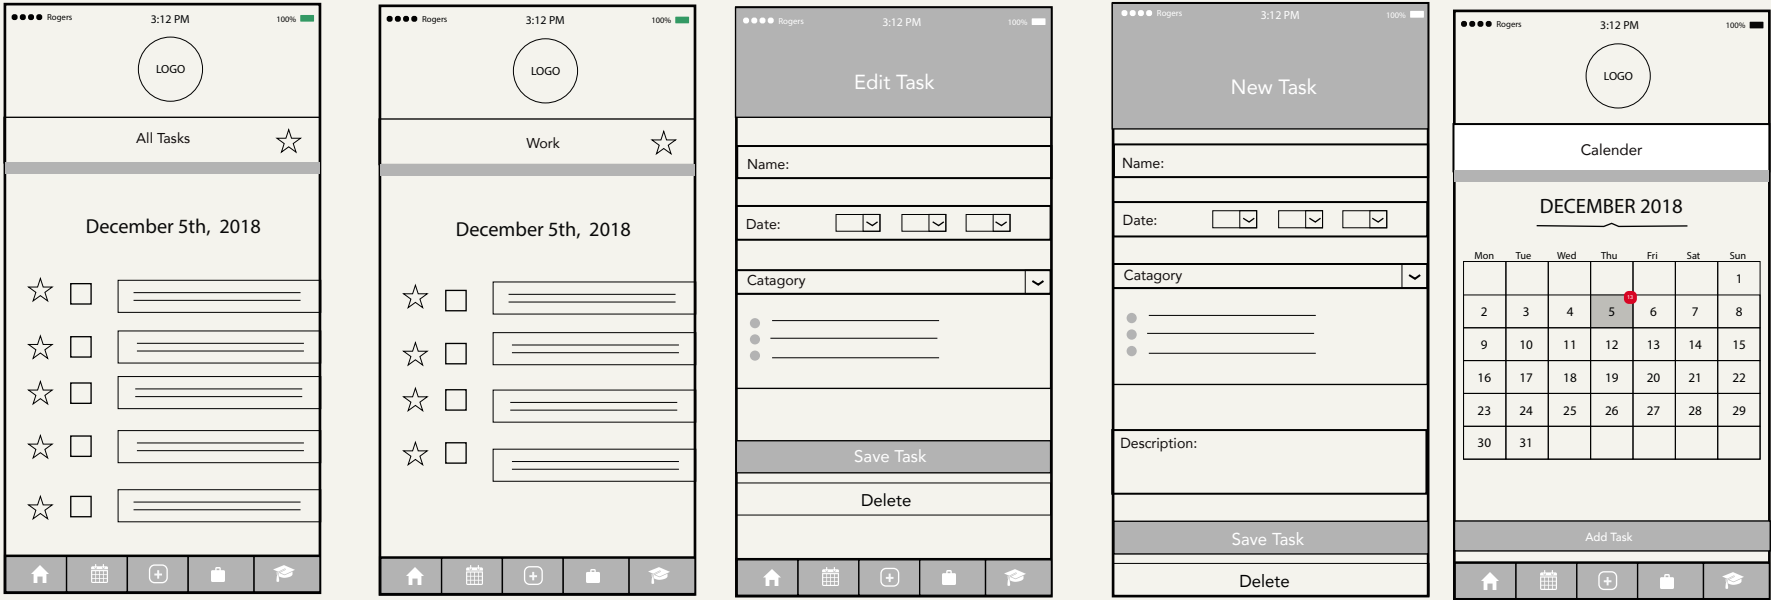 Rogers 3:12 PM 100%
LOGO
All Tasks
December 5th, 2018
Rogers 3:12 PM 100%
LOGO
Work
December 5th, 2018
Rogers 3:12 PM 100%
Edit Task
Name:
Date:
Catagory
Save Task
Delete
Rogers 3:12 PM 100%
New Task
Name:
Date:
Catagory
Description:
Save Task
Delete
Rogers 3:12 PM 100%
LOGO
Calender
DECEMBER 2018
Mon Tue Wed Thu Fri Sat Sun
1
13
2 3 4 5 6 7 8
9 10 11 12 13 14 15
16 17 18 19 20 21 22
23 24 25 26 27 28 29
30 31
Add Task